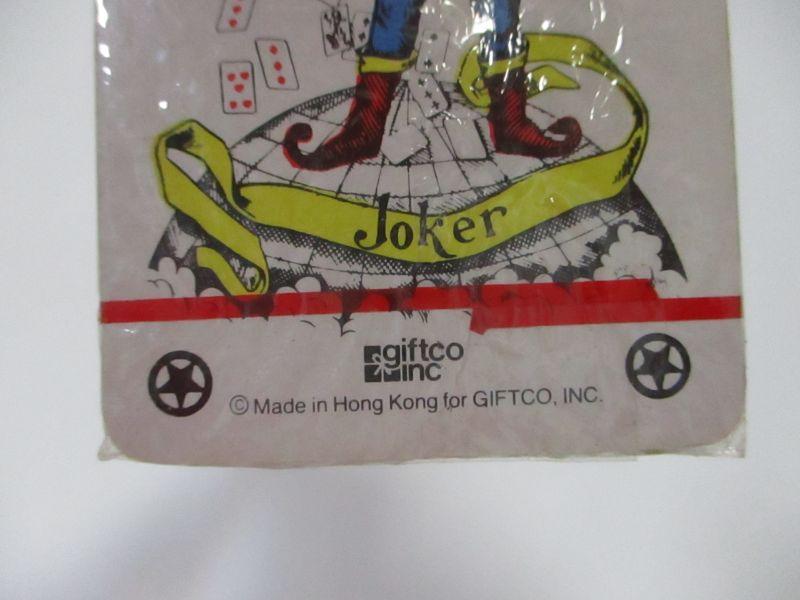 Joker
giftco
inc
© Made in Hong Kong for GIFTCO, INC.